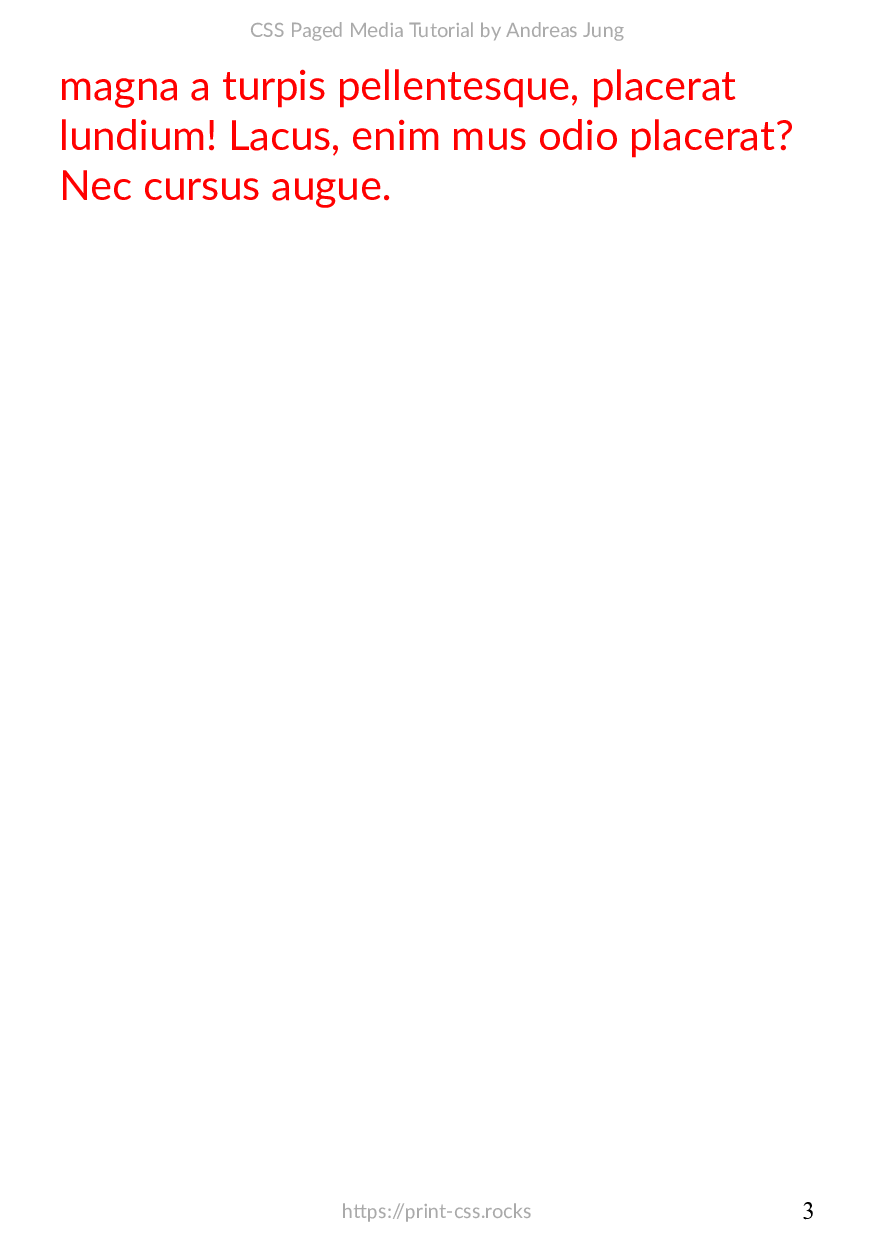 CSS Paged Media Tutorial by Andreas Jung
magna a turpis pellentesque, placerat
lundium! Lacus, enim mus odio placerat?
Nec cursus augue.
https://print-css.rocks
3